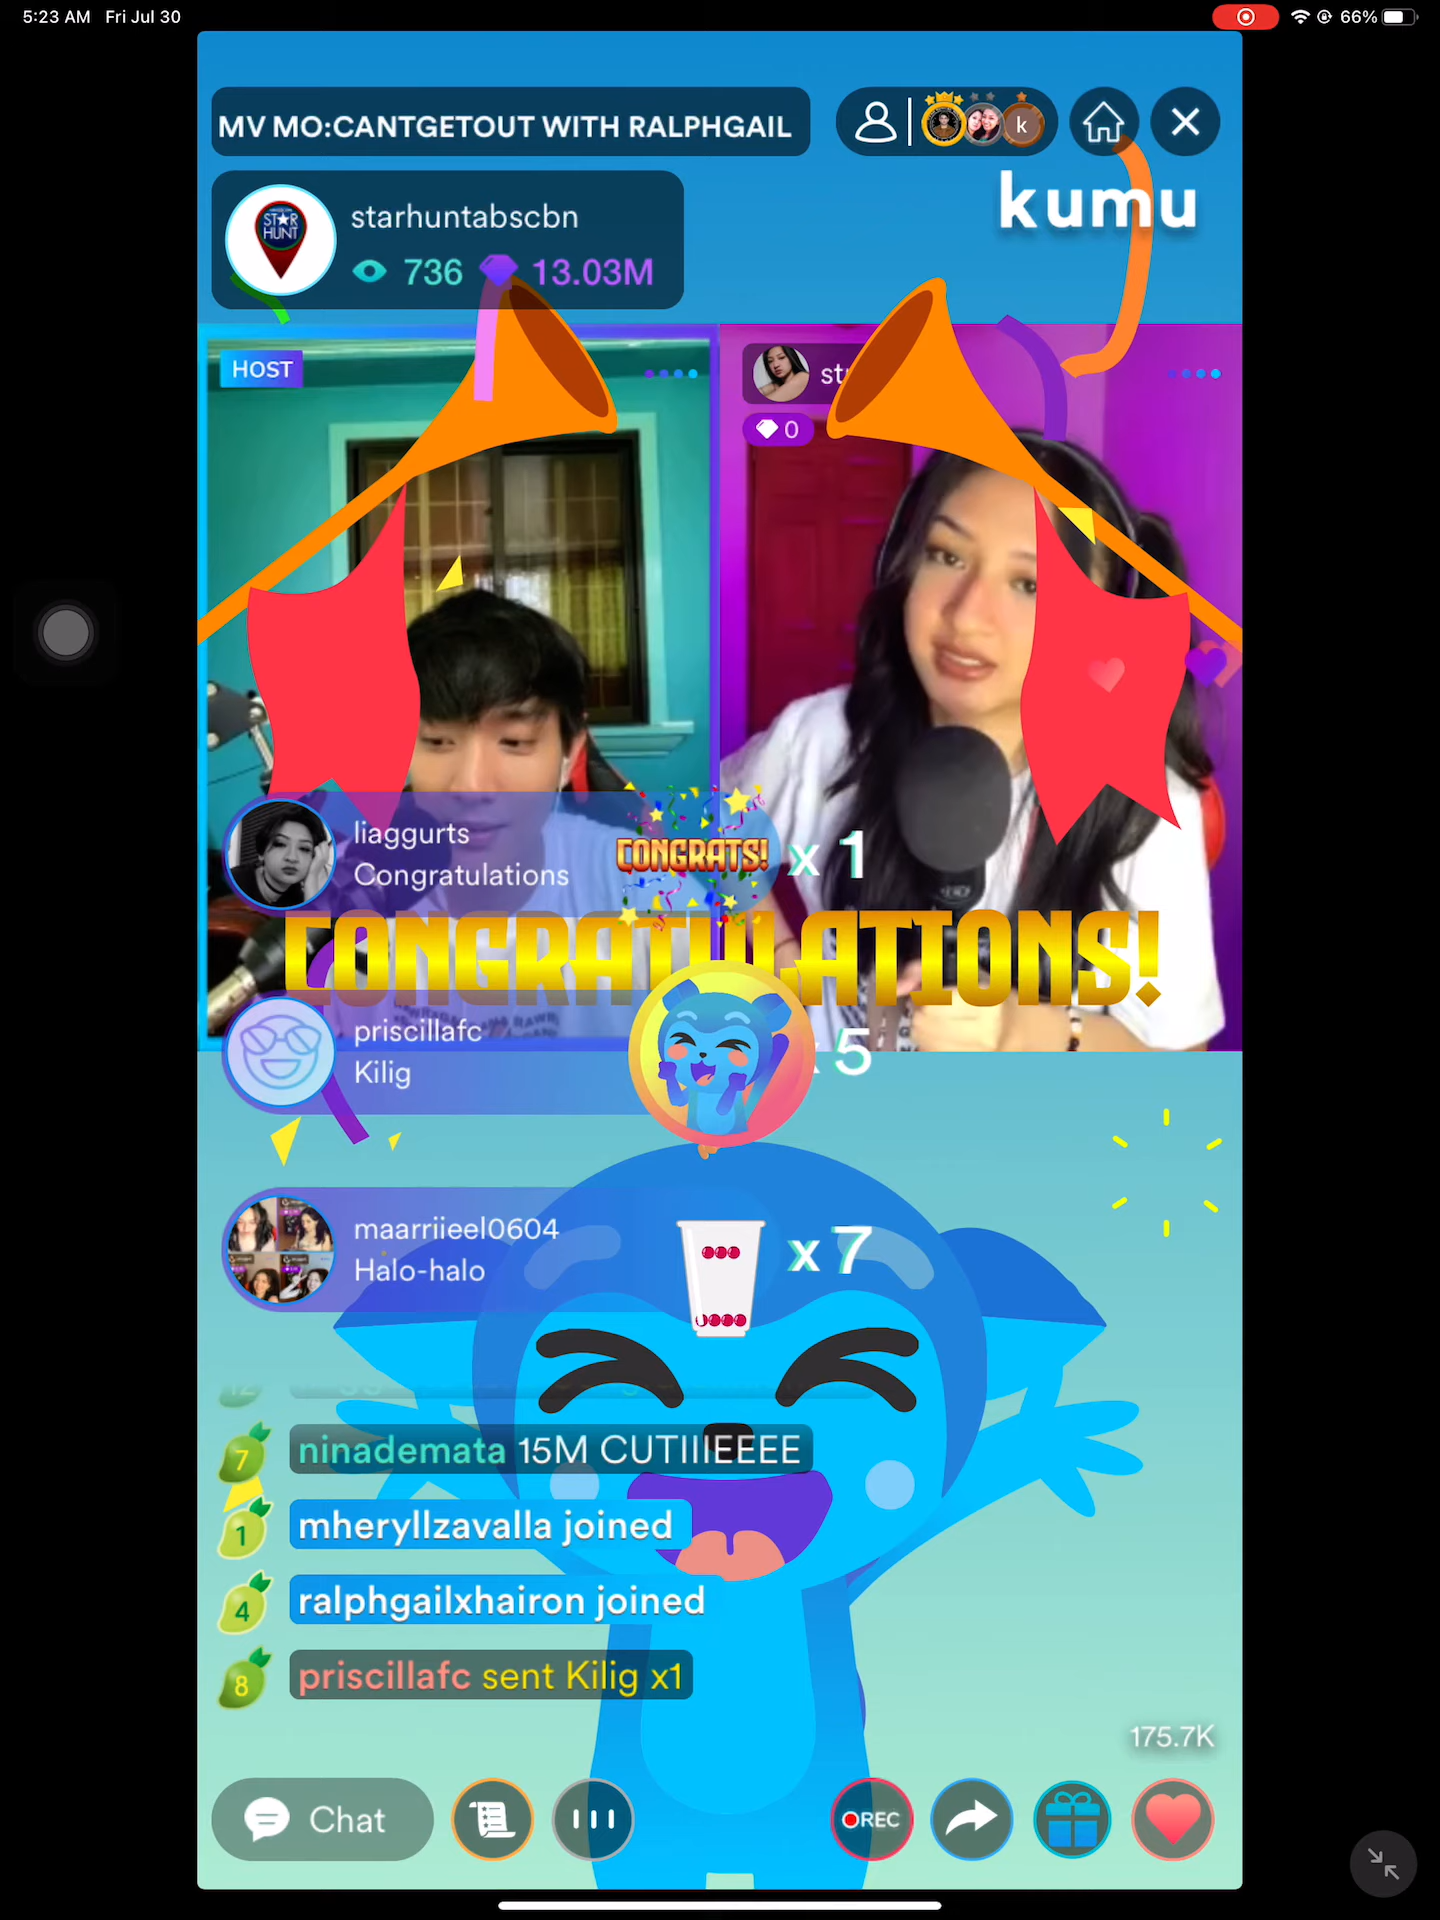 5:23 AM Fri Jul 30
66%
MV MO:CANTGETOUT WITH RALPHGAIL
k
kumu
STAR
HUNT
starhuntabscbn
736 13.03M
HOST
0
liaggurts
Congratulations
CONGRATS!
x 1
CONGRATULATIONS!
priscillafc
Kilig
5
maarriieel0604
Halo-halo
x 7
7 ninademata 15M CUTIIIEEEE
1 mheryllzavalla joined
4 ralphgailxhairon joined
8 priscillafc sent Kilig x1
175.7K
Chat
REC